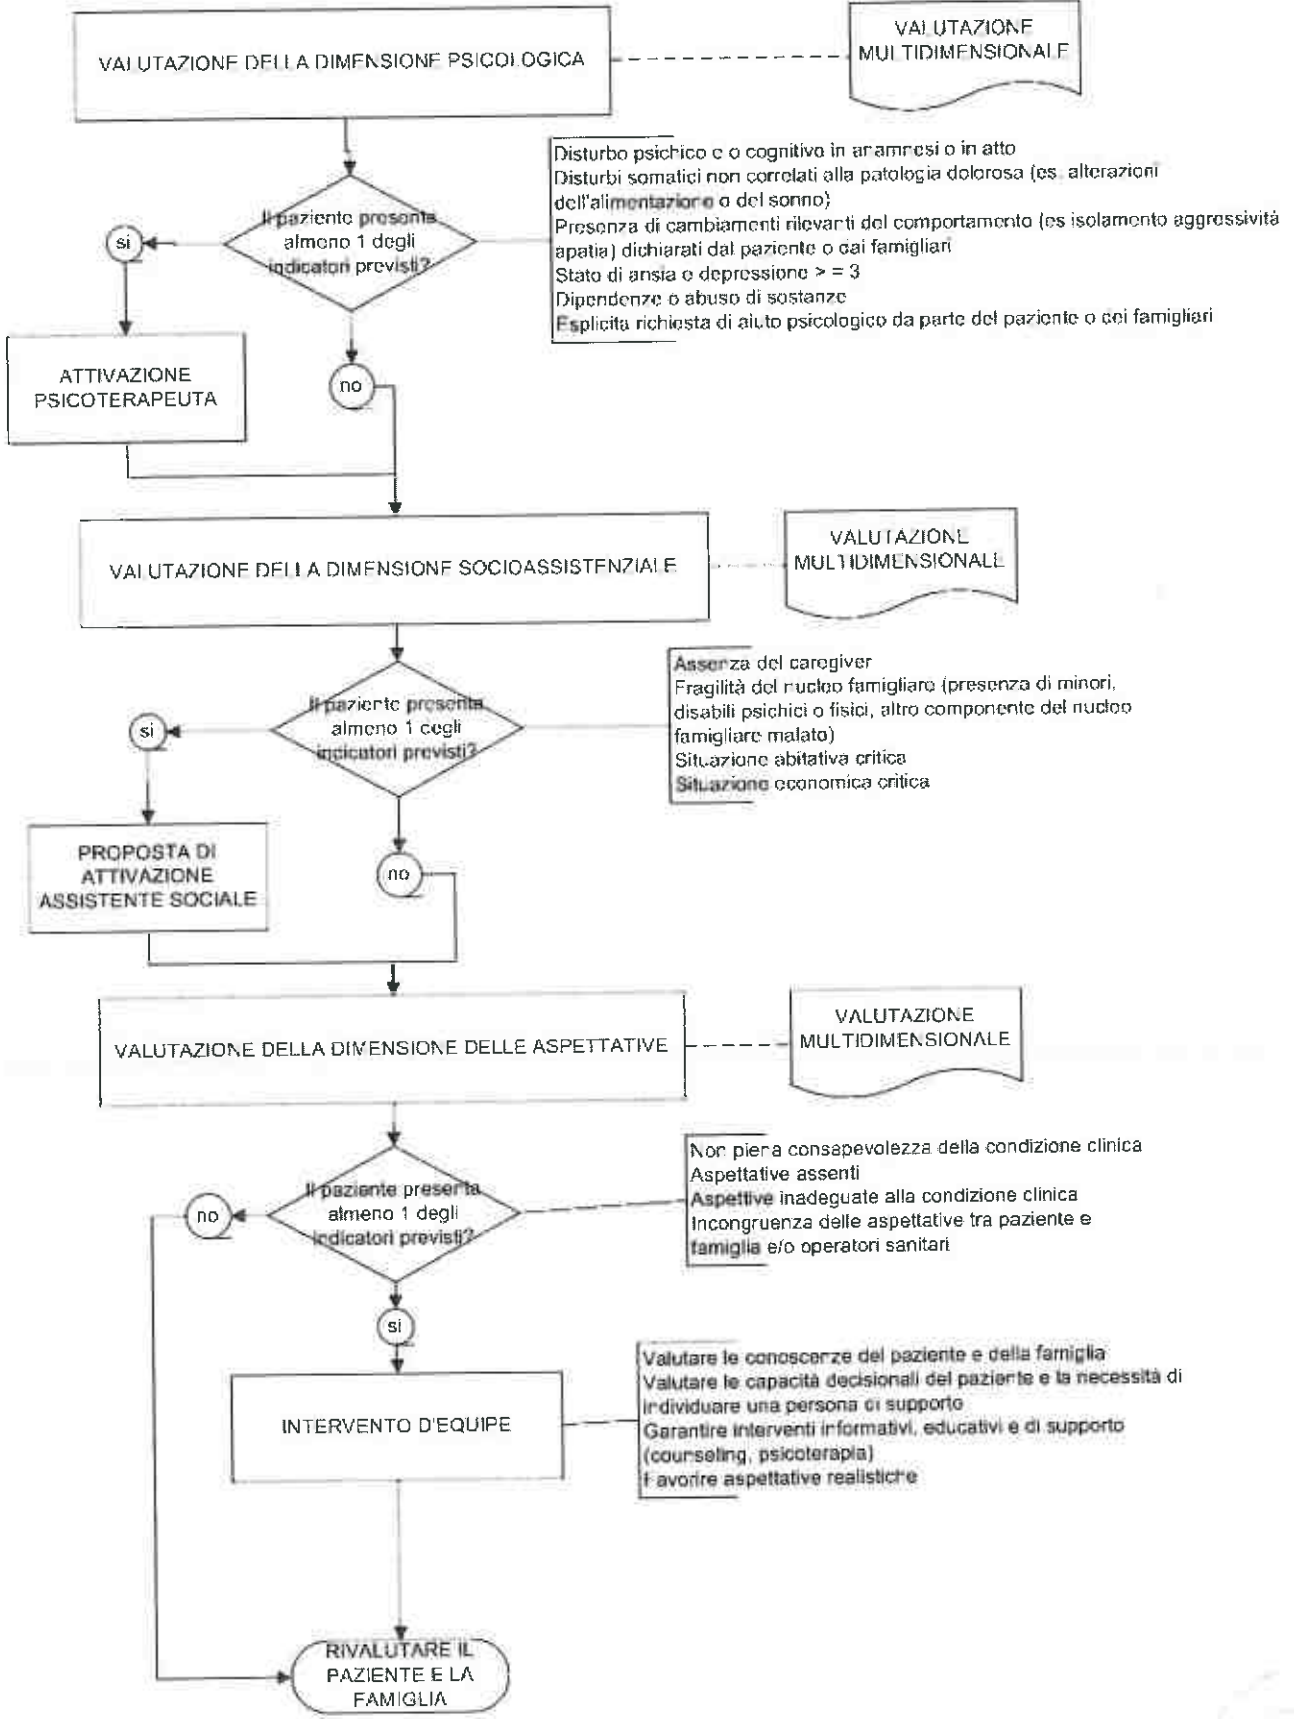 VALUTAZIONE DELLA DIMENSIONE PSICOLOGICA
VALUTAZIONE
MULTIDIMENSIONALE
Disturbo psichico e o cognitivo in anamnesi o in atto
Disturbi somatici non correlati alla patologia dolorosa (es. alterazioni
dell'alimentazione o del sonno)
Presenza di cambiamenti rilevanti del comportamento (es isolamento aggressività
apatia) dichiarati dal paziente o dai famigliari
Stato di ansia o depressione > = 3
Dipendenze o abuso di sostanze
Esplicita richiesta di aiuto psicologico da parte del paziente o dei famigliari
Il paziente presenta
almeno 1 degli
indicatori previsti?
si
no
ATTIVAZIONE
PSICOTERAPEUTA
VALUTAZIONE DELLA DIMENSIONE SOCIOASSISTENZIALE
VALUTAZIONE
MULTIDIMENSIONALE
Assenza del caregiver
Fragilità del nucleo famigliare (presenza di minori,
disabili psichici o fisici, altro componente del nucleo
famigliare malato)
Situazione abitativa critica
Situazione economica critica
Il paziente presenta
almeno 1 degli
indicatori previsti?
si
no
PROPOSTA DI
ATTIVAZIONE
ASSISTENTE SOCIALE
VALUTAZIONE DELLA DIMENSIONE DELLE ASPETTATIVE
VALUTAZIONE
MULTIDIMENSIONALE
Non piena consapevolezza della condizione clinica
Aspettative assenti
Aspettive inadeguate alla condizione clinica
Incongruenza delle aspettative tra paziente e
famiglia e/o operatori sanitari
Il paziente presenta
almeno 1 degli
indicatori previsti?
no
si
INTERVENTO D'EQUIPE
Valutare le conoscenze del paziente e della famiglia
Valutare le capacità decisionali del paziente e la necessità di
individuare una persona di supporto
Garantire interventi informativi, educativi e di supporto
(counseling, psicoterapia)
Favorire aspettative realistiche
RIVALUTARE IL
PAZIENTE E LA
FAMIGLIA